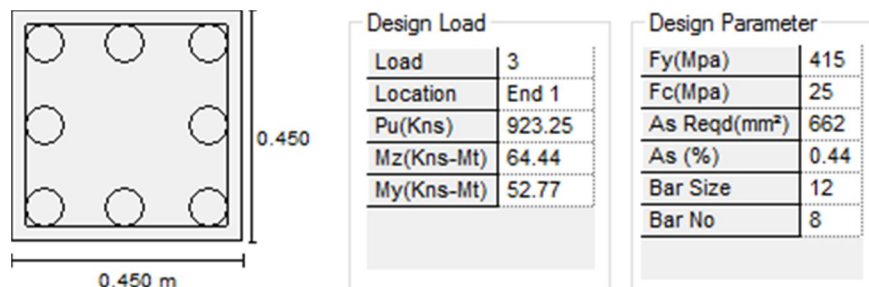 0.450
0.450 m
Design Load
Load 3
Location End 1
Pu(Kns) 923.25
Mz(Kns-Mt) 64.44
My(Kns-Mt) 52.77
Design Parameter
Fy(Mpa) 415
Fc(Mpa) 25
As Reqd(mm²) 662
As (%) 0.44
Bar Size 12
Bar No 8